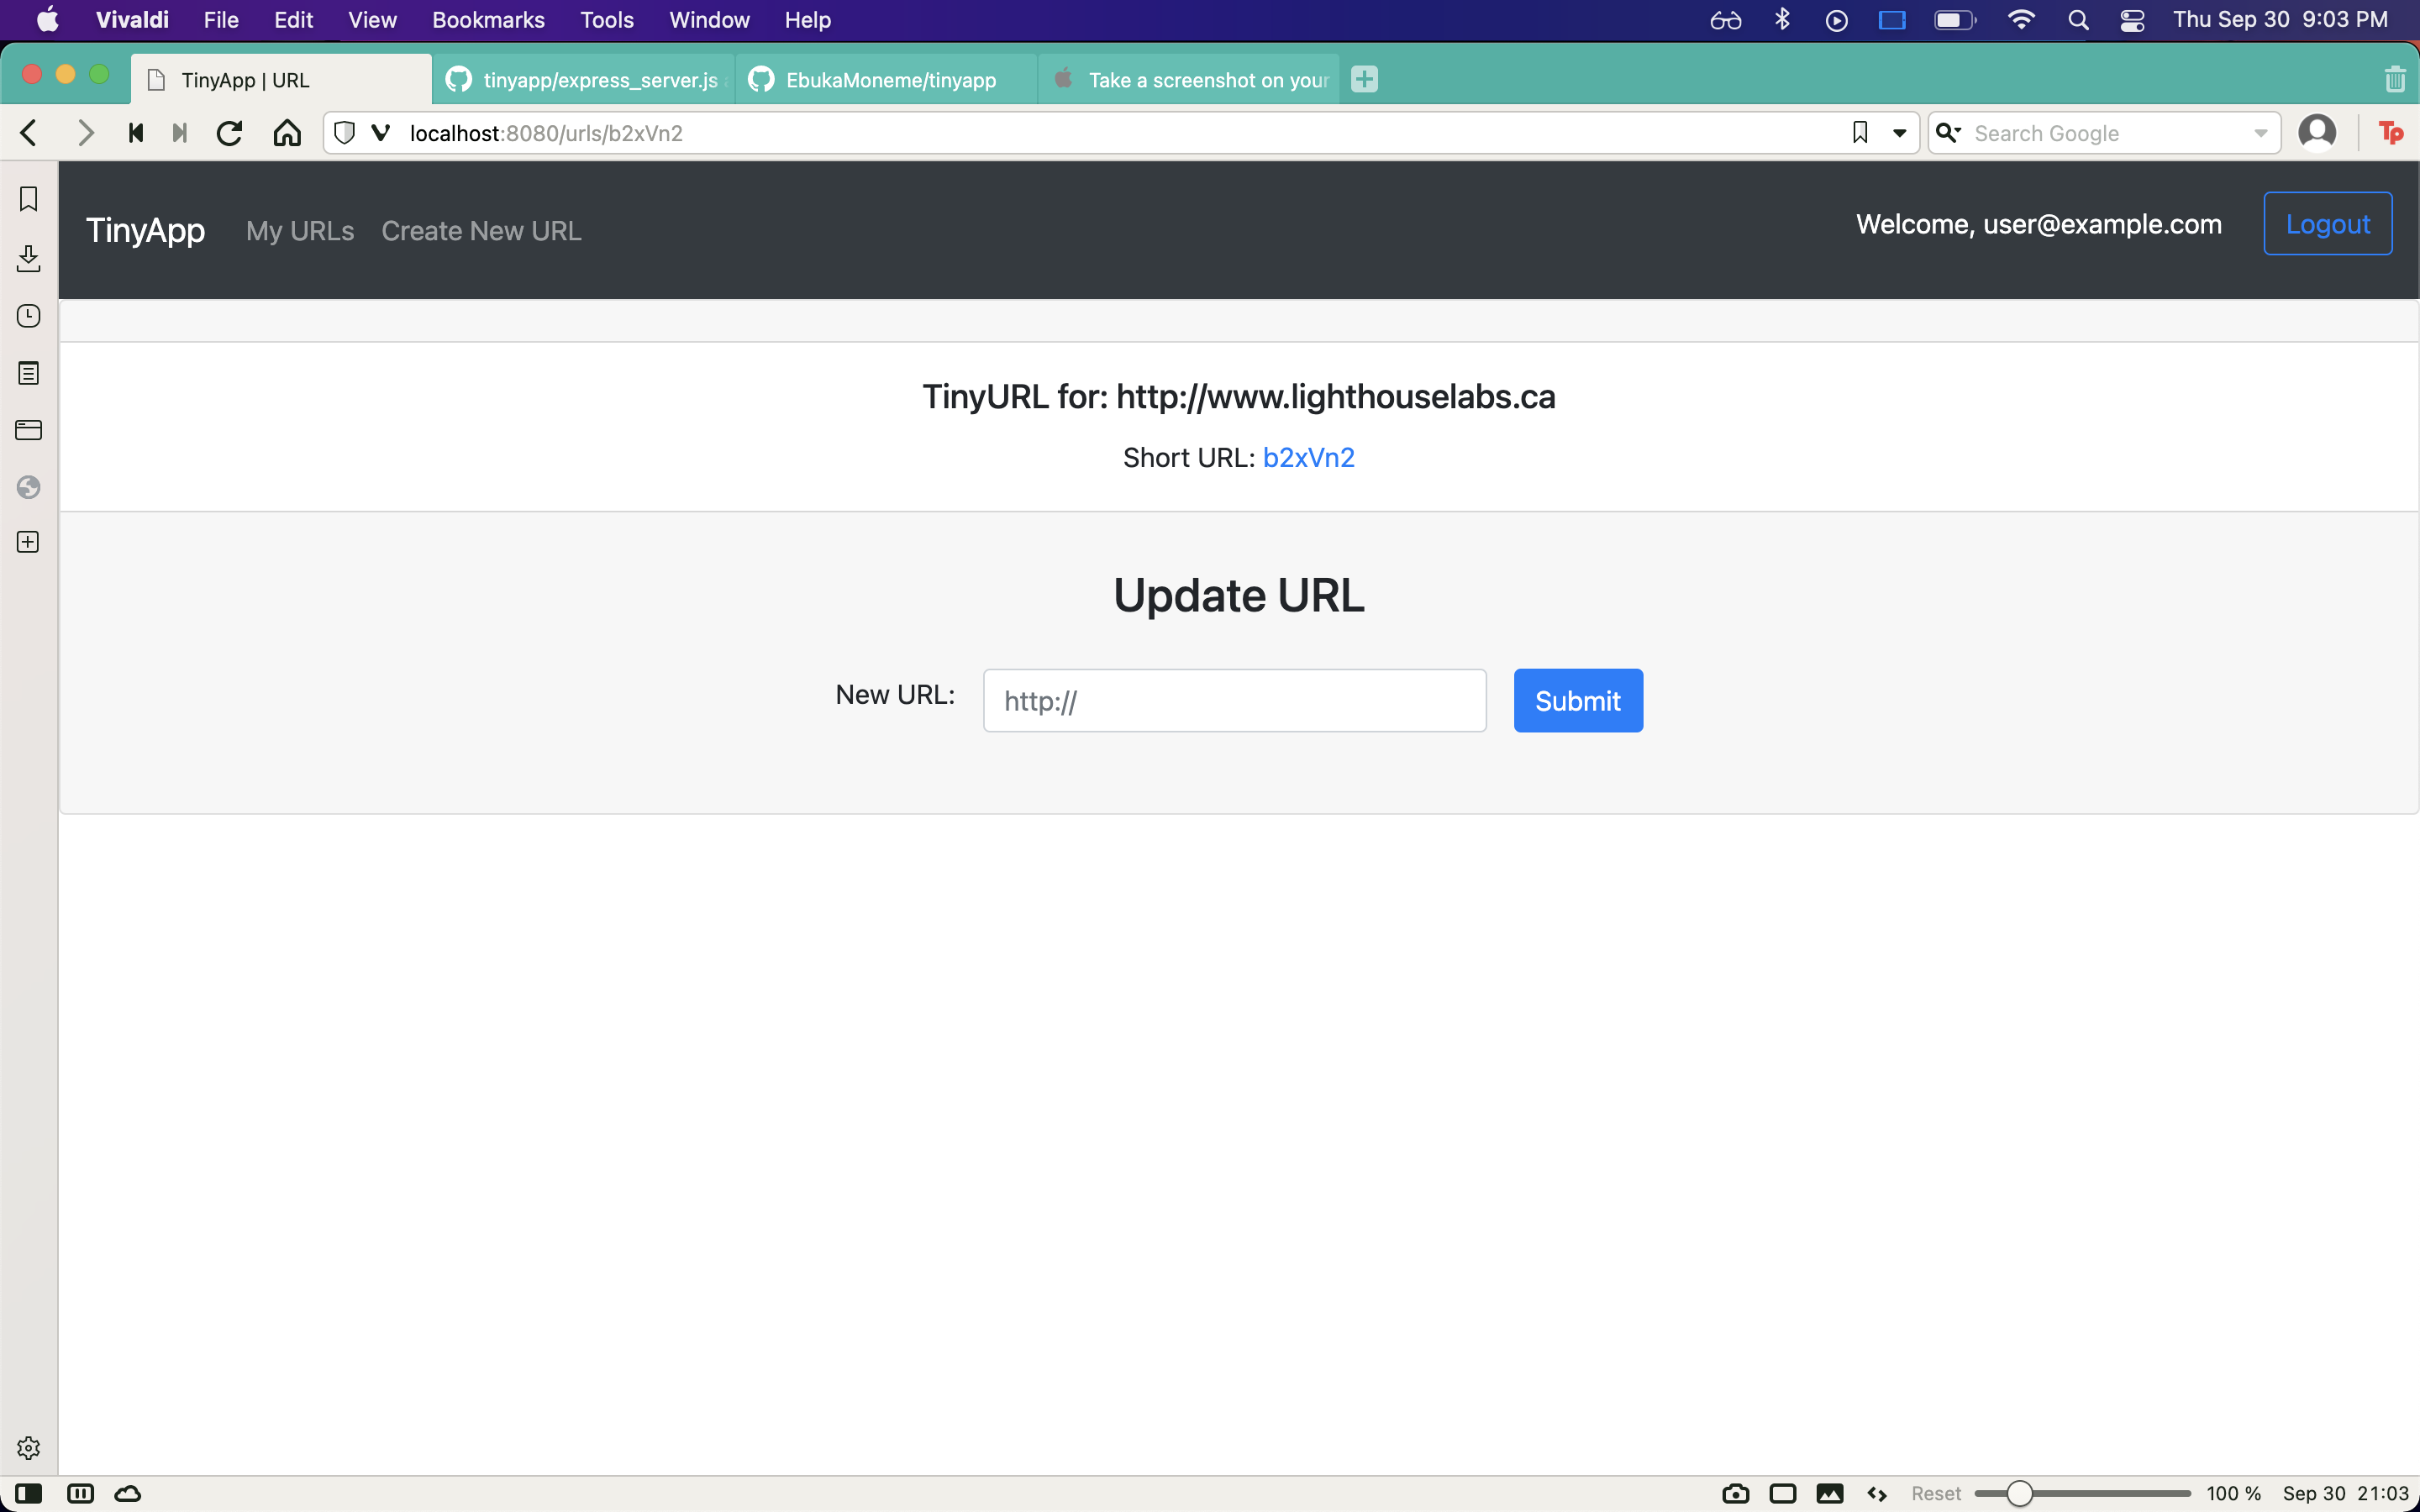 Vivaldi File Edit View Bookmarks Tools Window Help Thu Sep 30 9:03 PM
TinyApp | URL tinyapp/express_server.js EbukaMoneme/tinyapp Take a screenshot on your
localhost:8080/urls/b2xVn2 Search Google Tp
TinyApp My URLs Create New URL Welcome, user@example.com Logout
TinyURL for: http://www.lighthouselabs.ca
Short URL: b2xVn2
Update URL
New URL: http:// Submit
Reset 100 % Sep 30 21:03